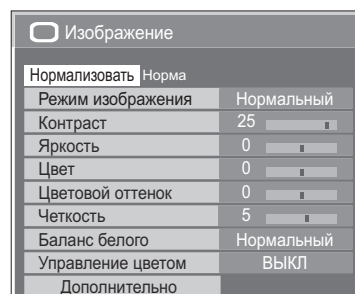 Изображение
Нормализовать Норма
Режим изображения Нормальный
Контраст 25
Яркость 0
Цвет 0
Цветовой оттенок 0
Четкость 5
Баланс белого Нормальный
Управление цветом ВЫКЛ
Дополнительно